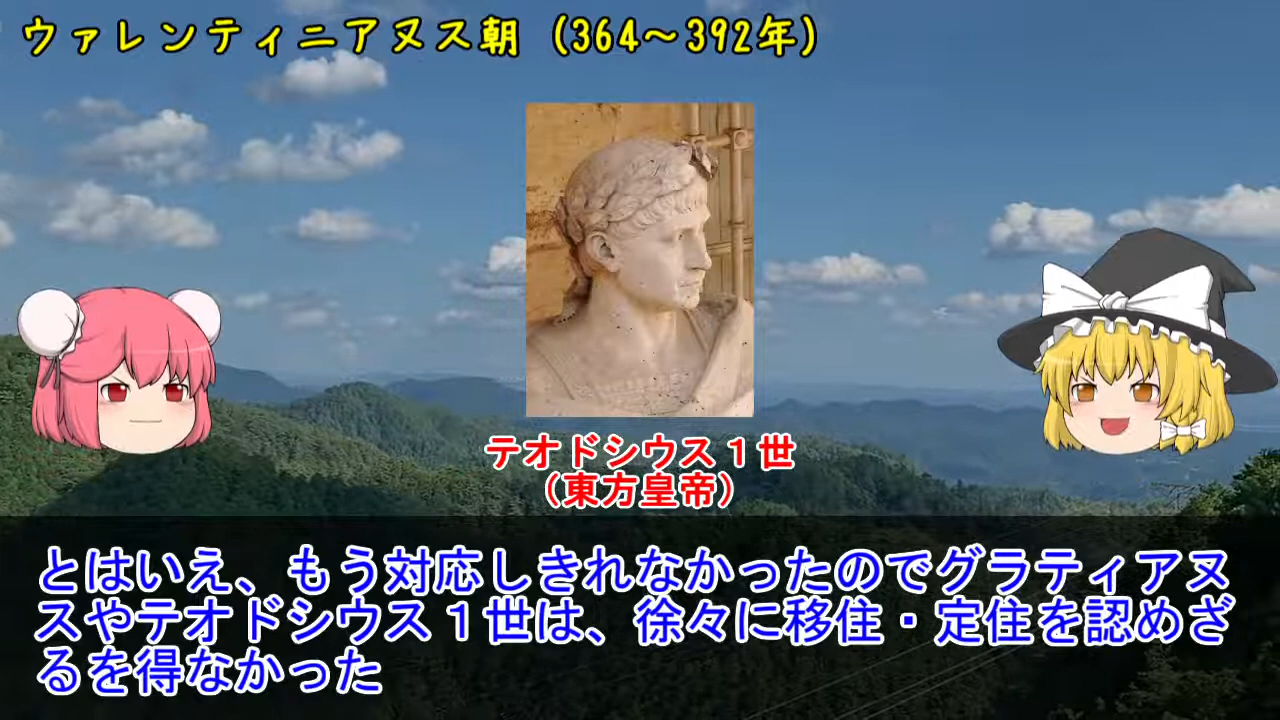 ウァレンティニアヌス朝（364～392年）
テオドシウス１世
（東方皇帝）
とはいえ、もう対応しきれなかったのでグラティアヌ
スやテオドシウス１世は、徐々に移住・定住を認めざ
るを得なかった